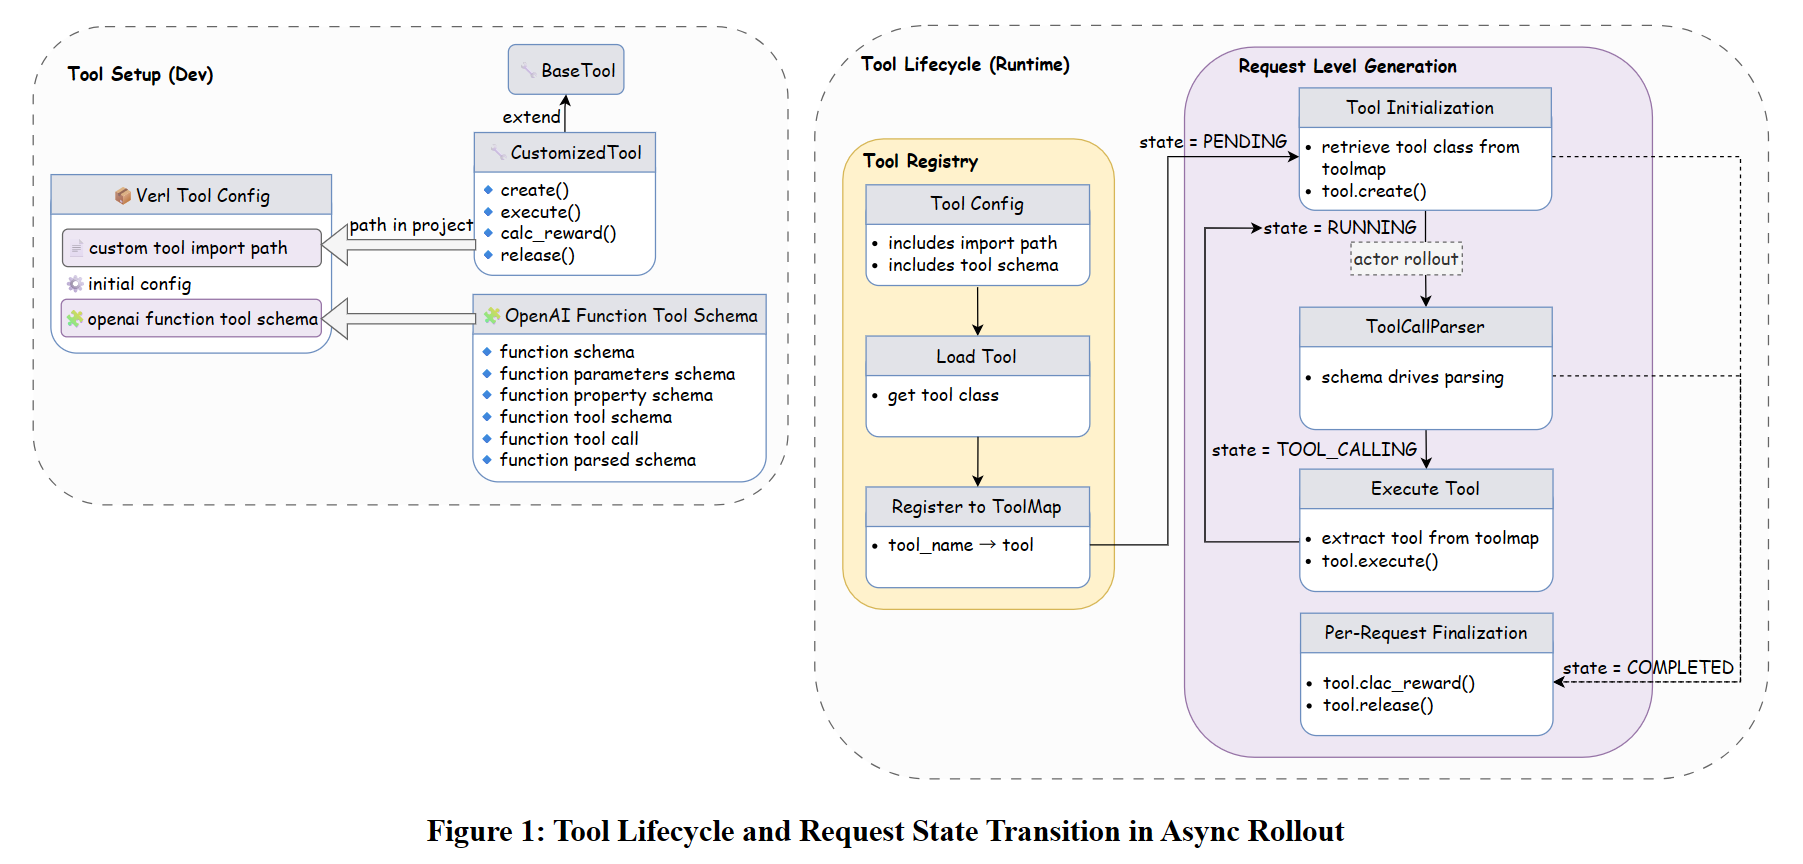 Tool Setup (Dev)
BaseTool
extend
CustomizedTool
create()
execute()
calc_reward()
release()
Verl Tool Config
custom tool import path
initial config
openai function tool schema
path in project
OpenAI Function Tool Schema
function schema
function parameters schema
function property schema
function tool schema
function tool call
function parsed schema
Tool Lifecycle (Runtime)
Tool Registry
Tool Config
• includes import path
• includes tool schema
Load Tool
• get tool class
Register to ToolMap
• tool_name → tool
Request Level Generation
state = PENDING
Tool Initialization
• retrieve tool class from
toolmap
• tool.create()
state = RUNNING
actor rollout
ToolCallParser
• schema drives parsing
state = TOOL_CALLING
Execute Tool
• extract tool from toolmap
• tool.execute()
Per-Request Finalization
state = COMPLETED
• tool.clac_reward()
• tool.release()
Figure 1: Tool Lifecycle and Request State Transition in Async Rollout